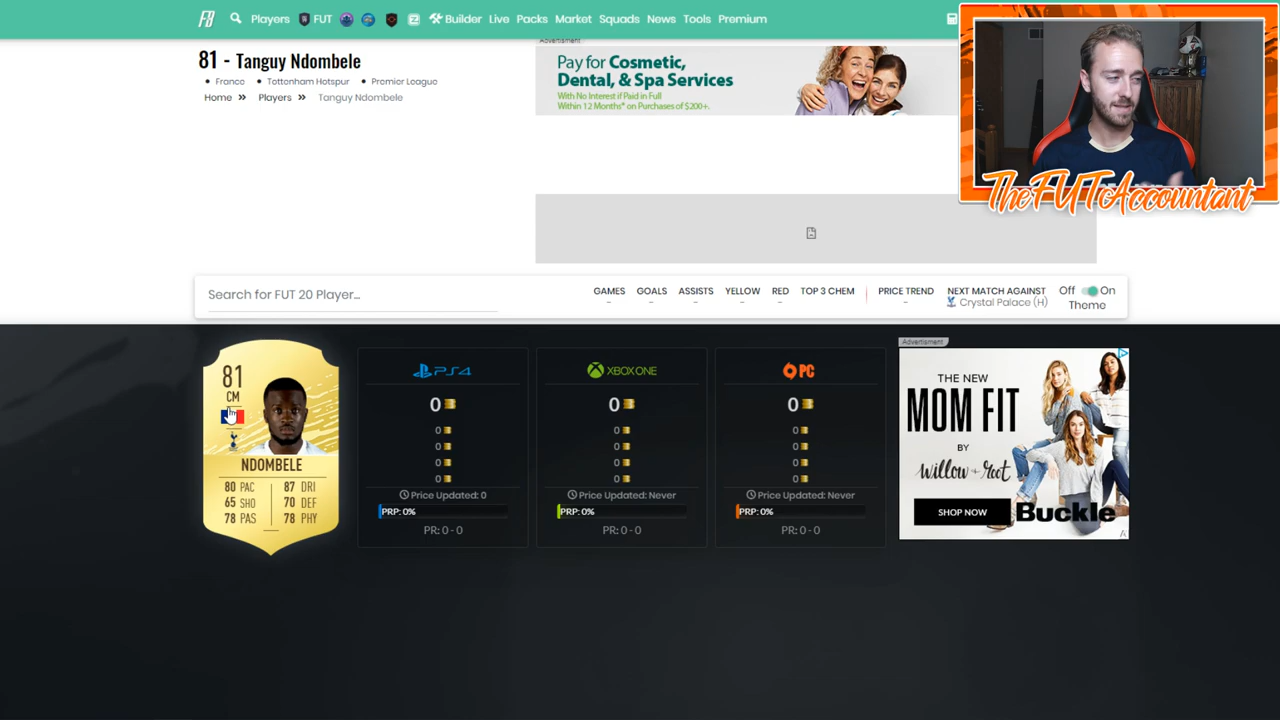 Players FUT Builder Live Packs Market Squads News Tools Premium
81 - Tanguy Ndombele
France Tottenham Hotspur Premier League
Home » Players » Tanguy Ndombele
Advertisment
Pay for Cosmetic,
Dental, & Spa Services
With No Interest if Paid in Full
Within 12 Months* on Purchases of $200+.
TheFUTAccountant
Search for FUT 20 Player...
GAMES GOALS ASSISTS YELLOW RED TOP 3 CHEM PRICE TREND NEXT MATCH AGAINST
- - - - - - Crystal Palace (H)
Off On
Theme
81
CM
NDOMBELE
80 PAC 87 DRI
65 SHO 70 DEF
78 PAS 78 PHY
PS4
0
0
0
0
0
Price Updated: 0
PRP: 0%
PR: 0 - 0
XBOX ONE
0
0
0
0
0
Price Updated: Never
PRP: 0%
PR: 0 - 0
PC
0
0
0
0
0
Price Updated: Never
PRP: 0%
PR: 0 - 0
Advertisment
THE NEW
MOM FIT
BY
willow + root
SHOP NOW
Buckle